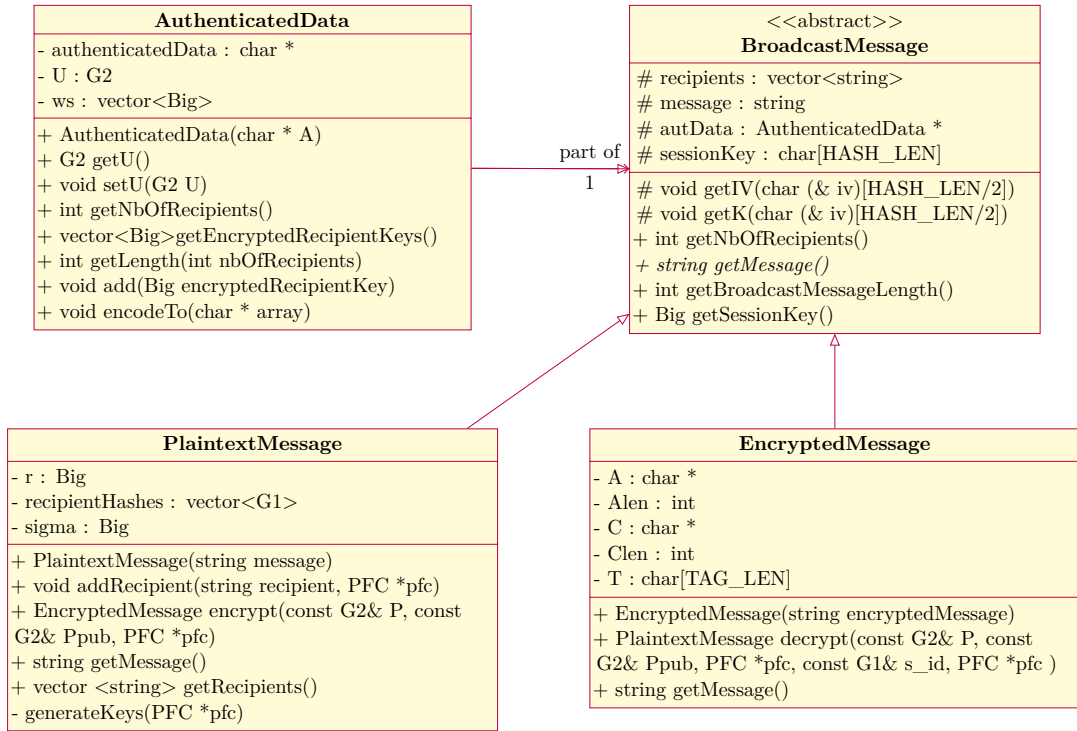 AuthenticatedData
- authenticatedData : char *
- U : G2
- ws : vector<Big>
+ AuthenticatedData(char * A)
+ G2 getU()
+ void setU(G2 U)
+ int getNbOfRecipients()
+ vector<Big>getEncryptedRecipientKeys()
+ int getLength(int nbOfRecipients)
+ void add(Big encryptedRecipientKey)
+ void encodeTo(char * array)
part of
1
<<abstract>>
BroadcastMessage
# recipients : vector<string>
# message : string
# autData : AuthenticatedData *
# sessionKey : char[HASH_LEN]
# void getIV(char (& iv)[HASH_LEN/2])
# void getK(char (& iv)[HASH_LEN/2])
+ int getNbOfRecipients()
+ string getMessage()
+ int getBroadcastMessageLength()
+ Big getSessionKey()
PlaintextMessage
- r : Big
- recipientHashes : vector<G1>
- sigma : Big
+ PlaintextMessage(string message)
+ void addRecipient(string recipient, PFC *pfc)
+ EncryptedMessage encrypt(const G2& P, const
G2& Ppub, PFC *pfc)
+ string getMessage()
+ vector <string> getRecipients()
- generateKeys(PFC *pfc)
EncryptedMessage
- A : char *
- Alen : int
- C : char *
- Clen : int
- T : char[TAG_LEN]
+ EncryptedMessage(string encryptedMessage)
+ PlaintextMessage decrypt(const G2& P, const
G2& Ppub, PFC *pfc, const G1& s_id, PFC *pfc )
+ string getMessage()